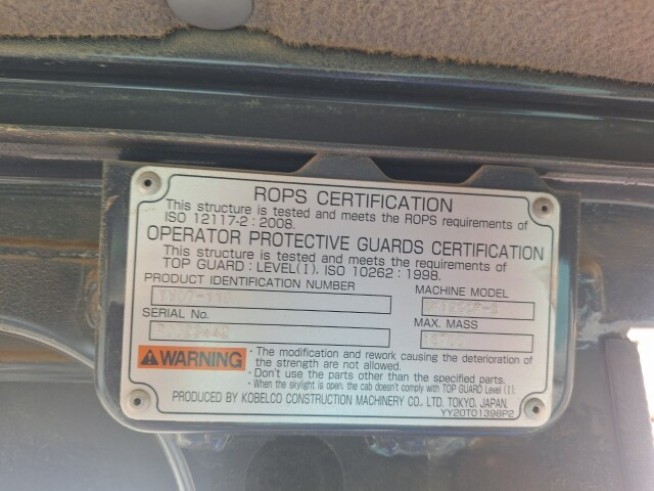 ROPS CERTIFICATION
This structure is tested and meets the ROPS requirements of
ISO 12117-2 : 2008.
OPERATOR PROTECTIVE GUARDS CERTIFICATION
This structure is tested and meets the requirements of
TOP GUARD : LEVEL(I). ISO 10262 : 1998.
PRODUCT IDENTIFICATION NUMBER
MACHINE MODEL
SERIAL No.
MAX. MASS
WARNING
· The modification and rework causing the deterioration of
the strength are not allowed.
· Don't use the parts other than the specified parts.
· When the skylight is open, the cab doesn't comply with TOP GUARD Level (I).
PRODUCED BY KOBELCO CONSTRUCTION MACHINERY CO., LTD. TOKYO, JAPAN.
YY20T01398P2